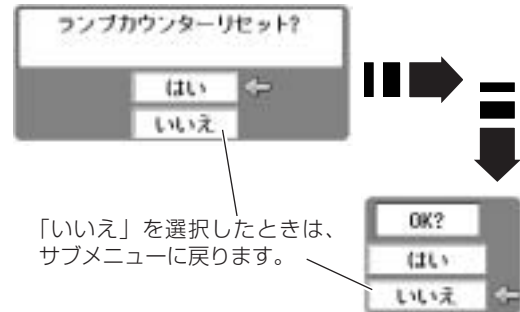 ランプカウンターリセット?
はい
いいえ
「いいえ」を選択したときは、
サブメニューに戻ります。
OK?
はい
いいえ